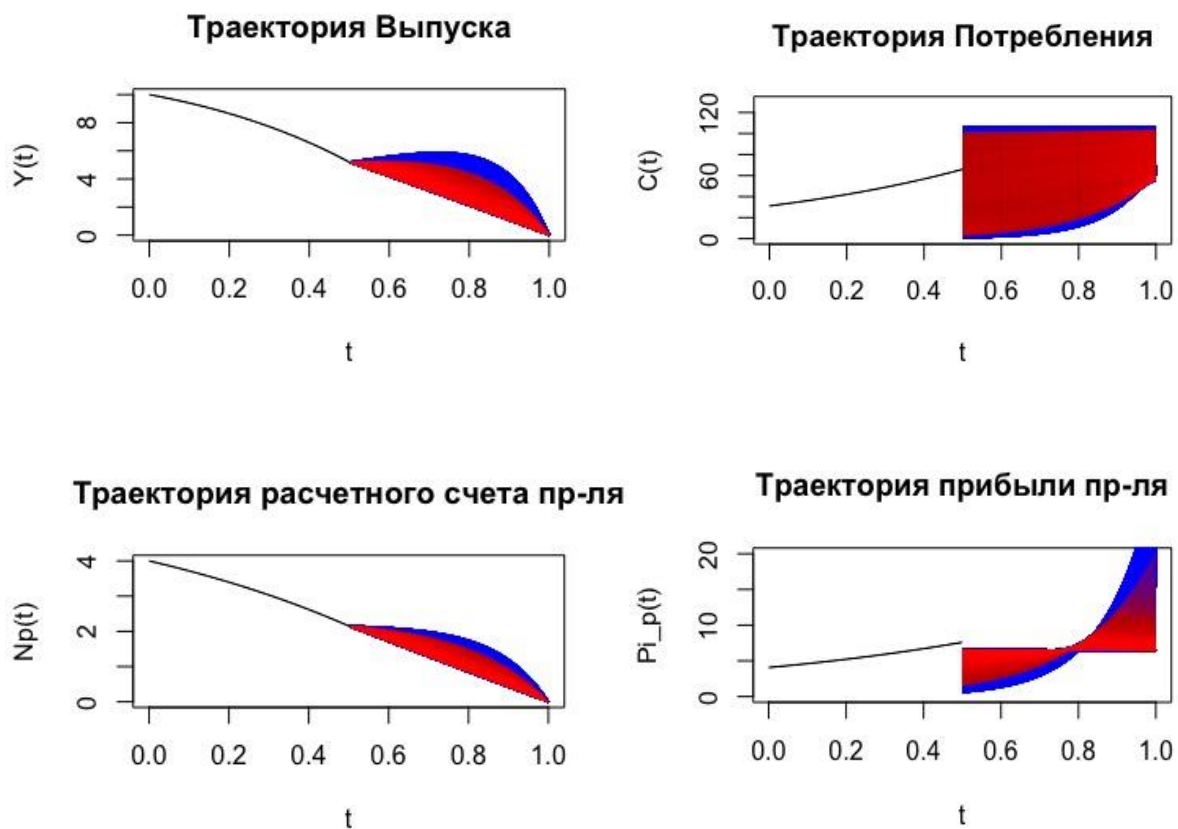 Траектория Выпуска
Y(t)
8
4
0
0.0 0.2 0.4 0.6 0.8 1.0
t
Траектория Потребления
C(t)
120
60
0
0.0 0.2 0.4 0.6 0.8 1.0
t
Траектория расчетного счета пр-ля
Np(t)
4
2
0
0.0 0.2 0.4 0.6 0.8 1.0
t
Траектория прибыли пр-ля
Pi_p(t)
20
10
0
0.0 0.2 0.4 0.6 0.8 1.0
t